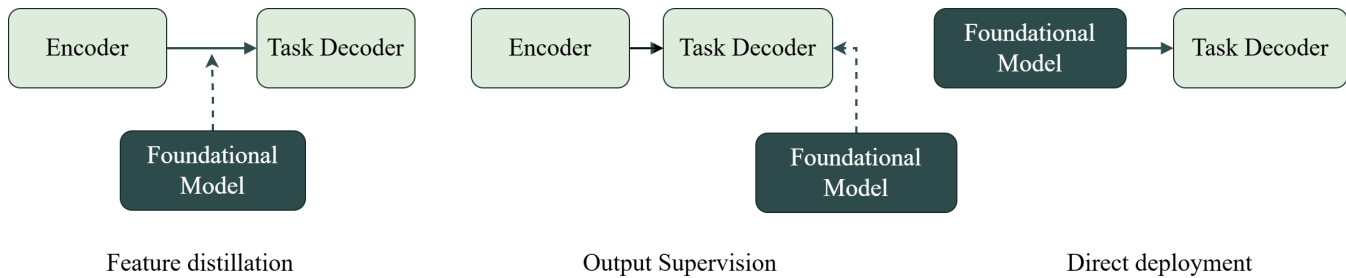 Encoder
Task Decoder
Foundational
Model
Feature distillation
Encoder
Task Decoder
Foundational
Model
Output Supervision
Foundational
Model
Task Decoder
Direct deployment